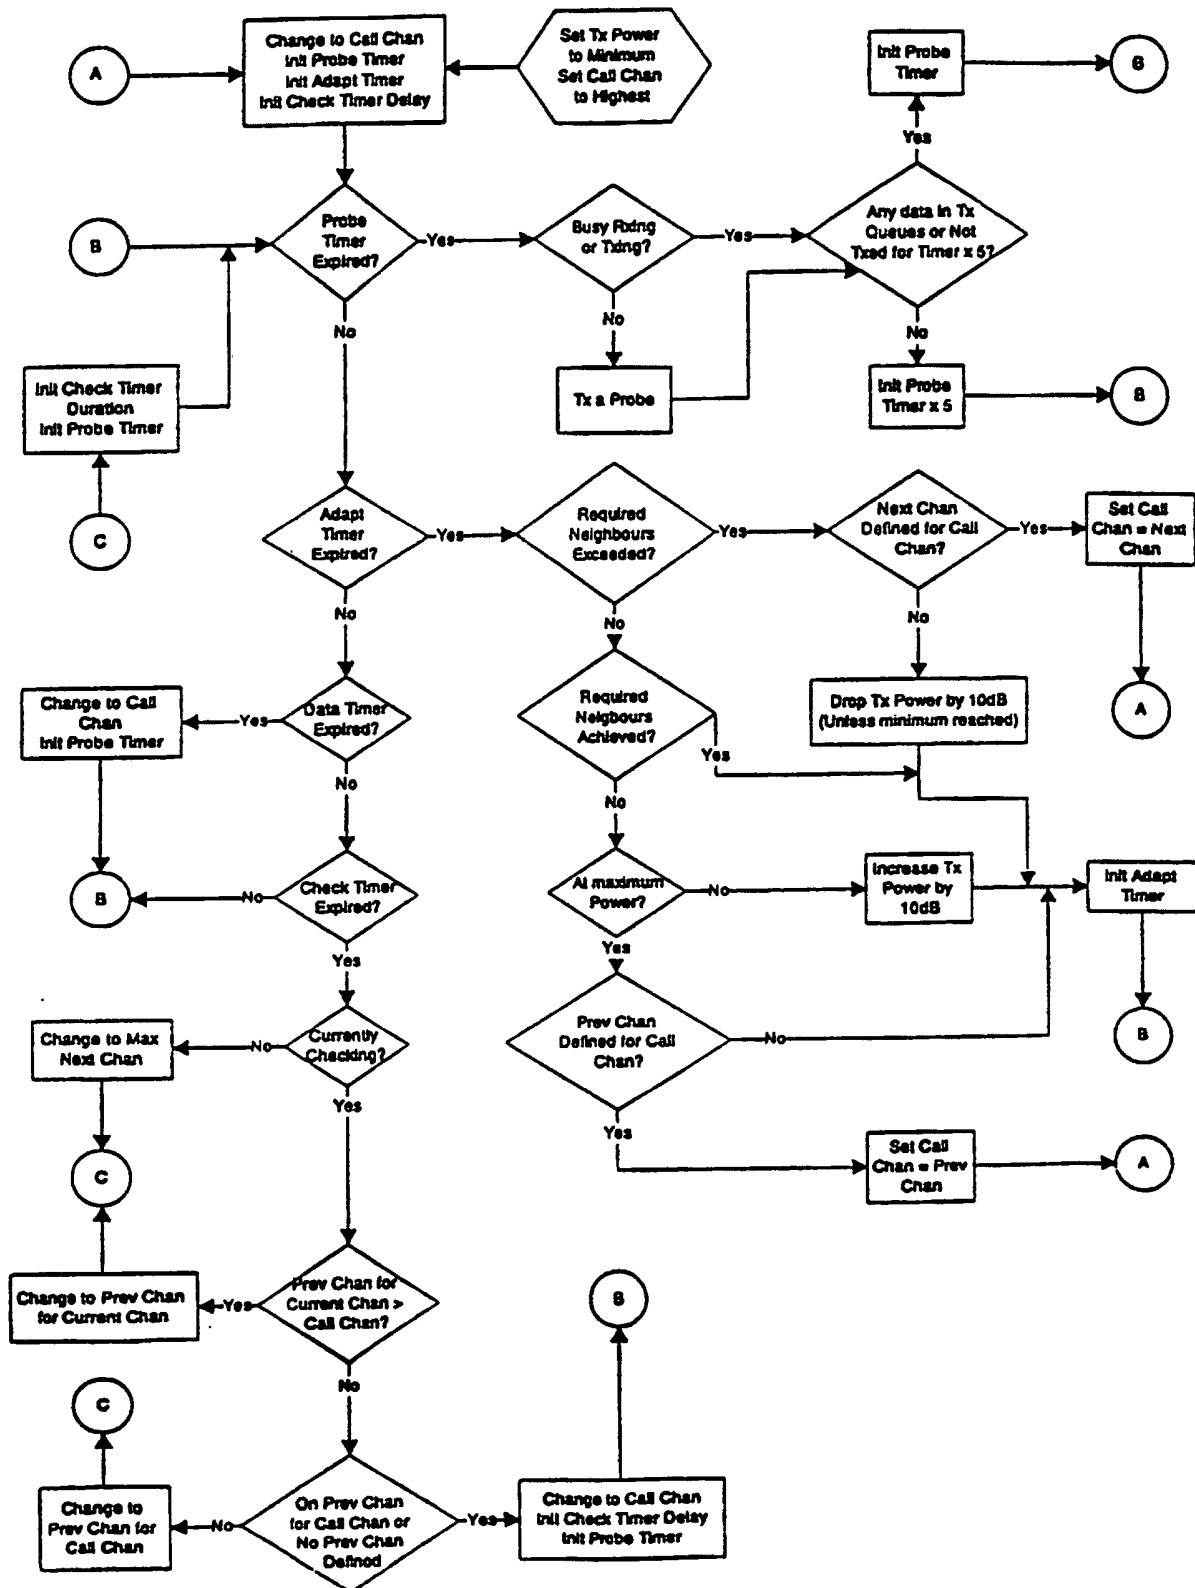 A
Change to Call Chan
Init Probe Timer
Init Adapt Timer
Init Check Timer Delay
Set Tx Power
to Minimum
Set Call Chan
to Highest
Init Probe
Timer
B
Yes
B
Probe
Timer
Expired?
Yes
Busy Rxing
or Txing?
Yes
Any data in Tx
Queues or Not
Txed for Timer x 5?
No
No
No
Init Check Timer
Duration
Init Probe Timer
Tx a Probe
Init Probe
Timer x 5
B
C
Adapt
Timer
Expired?
Yes
Required
Neighbours
Exceeded?
Yes
Next Chan
Defined for Call
Chan?
Yes
Set Call
Chan = Next
Chan
No
No
No
Change to Call
Chan
Init Probe Timer
Yes
Data Timer
Expired?
Required
Neigbours
Achieved?
Yes
Drop Tx Power by 10dB
(Unless minimum reached)
A
No
No
B
No
Check Timer
Expired?
At maximum
Power?
No
Increase Tx
Power by
10dB
Init Adapt
Timer
Yes
Yes
Change to Max
Next Chan
No
Currently
Checking?
Prev Chan
Defined for Call
Chan?
No
B
Yes
Yes
C
Set Call
Chan = Prev
Chan
A
Change to Prev Chan
for Current Chan
Yes
Prev Chan for
Current Chan >
Call Chan?
B
No
C
Change to
Prev Chan for
Call Chan
No
On Prev Chan
for Call Chan or
No Prev Chan
Defined
Yes
Change to Call Chan
Init Check Timer Delay
Init Probe Timer